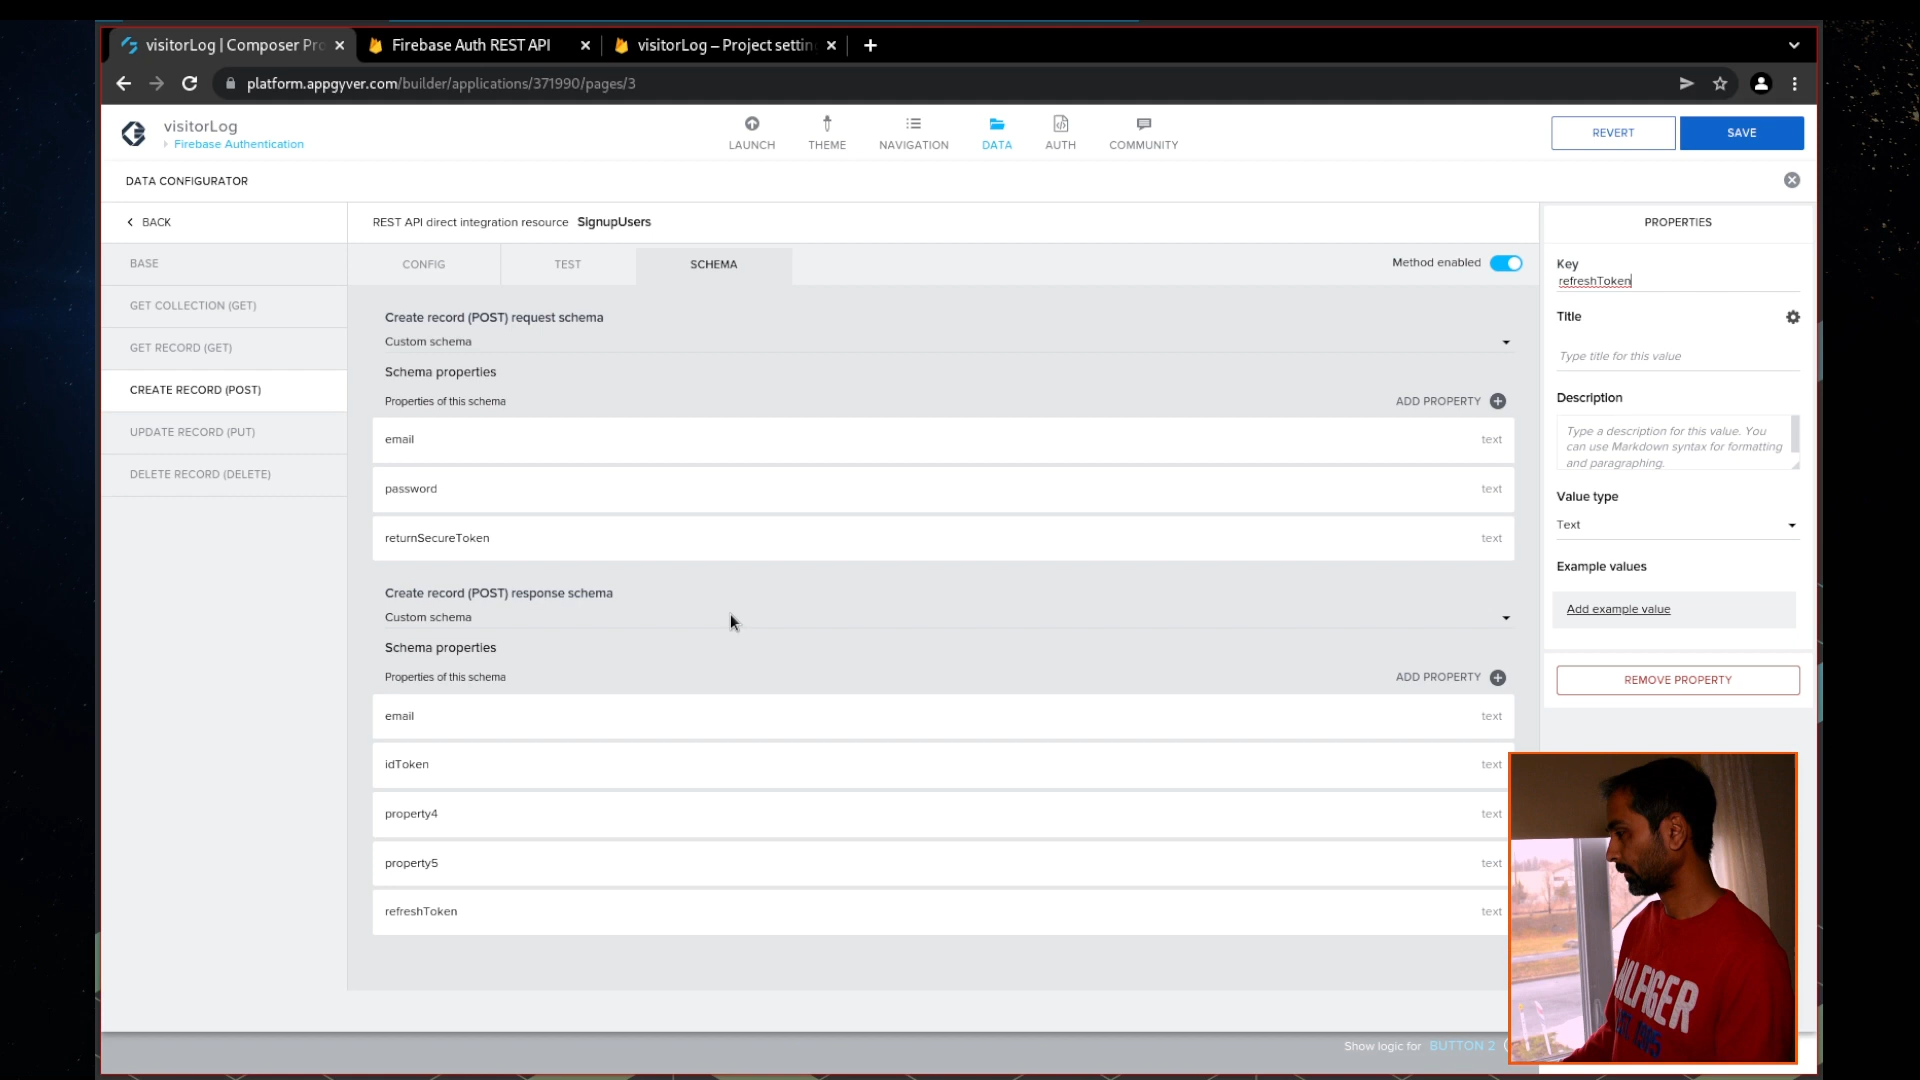 visitorLog | Composer Pro
Firebase Auth REST API
visitorLog – Project settin
platform.appgyver.com/builder/applications/371990/pages/3
visitorLog
Firebase Authentication
LAUNCH
THEME
NAVIGATION
DATA
AUTH
COMMUNITY
REVERT
SAVE
DATA CONFIGURATOR
BACK
REST API direct integration resource SignupUsers
PROPERTIES
BASE
GET COLLECTION (GET)
GET RECORD (GET)
CREATE RECORD (POST)
UPDATE RECORD (PUT)
DELETE RECORD (DELETE)
CONFIG
TEST
SCHEMA
Method enabled
Create record (POST) request schema
Custom schema
Schema properties
Properties of this schema
ADD PROPERTY
email text
password text
returnSecureToken text
Create record (POST) response schema
Custom schema
Schema properties
Properties of this schema
ADD PROPERTY
email text
idToken text
property4 text
property5 text
refreshToken text
Key
refreshToken
Title
Type title for this value
Description
Type a description for this value. You
can use Markdown syntax for formatting
and paragraphing.
Value type
Text
Example values
Add example value
REMOVE PROPERTY
Show logic for BUTTON 2